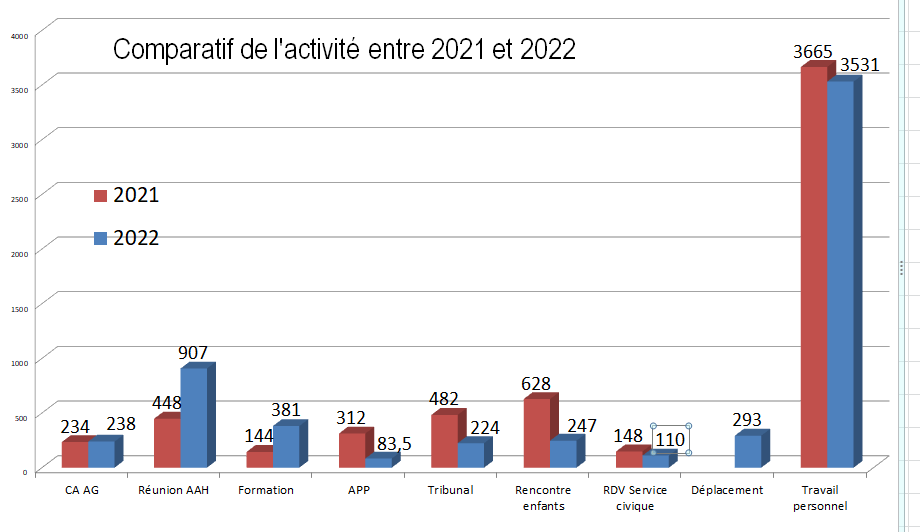 Comparatif de l'activité entre 2021 et 2022
4000
3500
3000
2500
2000
1500
1000
500
0
2021
2022
234
238
448
907
144
381
312
83,5
482
224
628
247
148
110
293
3665
3531
CA AG
Réunion AAH
Formation
APP
Tribunal
Rencontre
enfants
RDV Service
civique
Déplacement
Travail
personnel